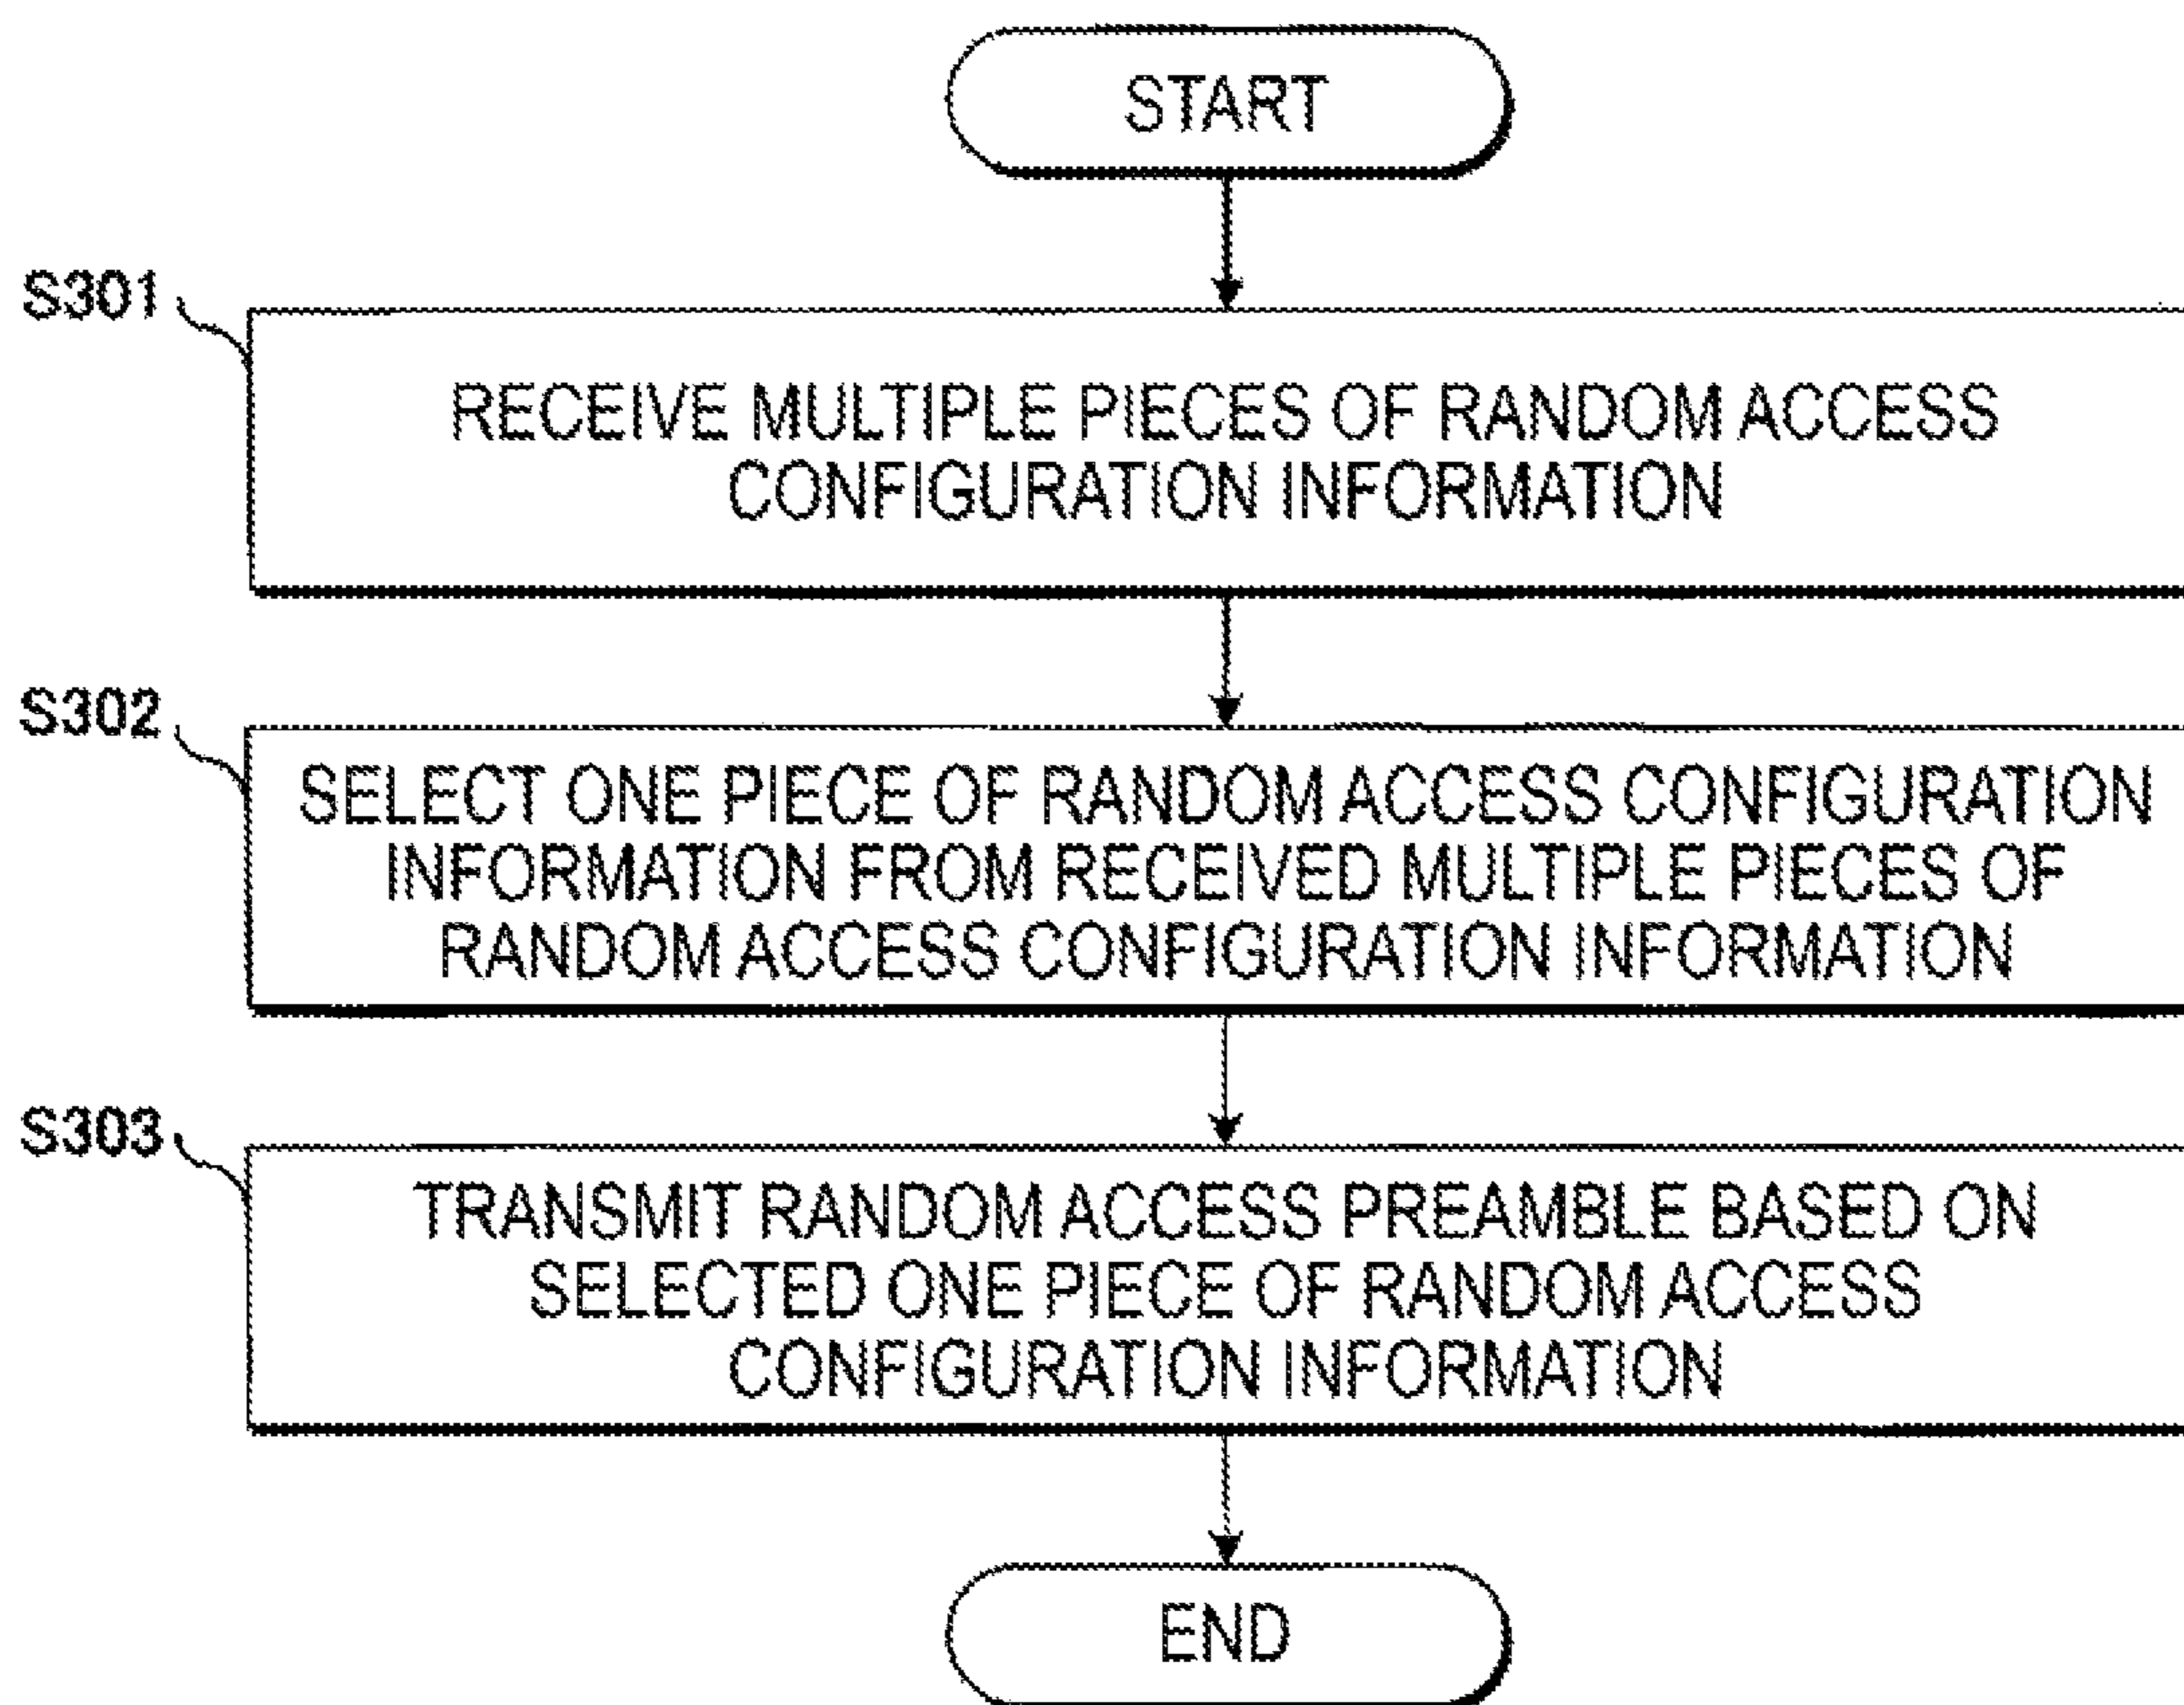 START
S301
RECEIVE MULTIPLE PIECES OF RANDOM ACCESS
CONFIGURATION INFORMATION
S302
SELECT ONE PIECE OF RANDOM ACCESS CONFIGURATION
INFORMATION FROM RECEIVED MULTIPLE PIECES OF
RANDOM ACCESS CONFIGURATION INFORMATION
S303
TRANSMIT RANDOM ACCESS PREAMBLE BASED ON
SELECTED ONE PIECE OF RANDOM ACCESS
CONFIGURATION INFORMATION
END